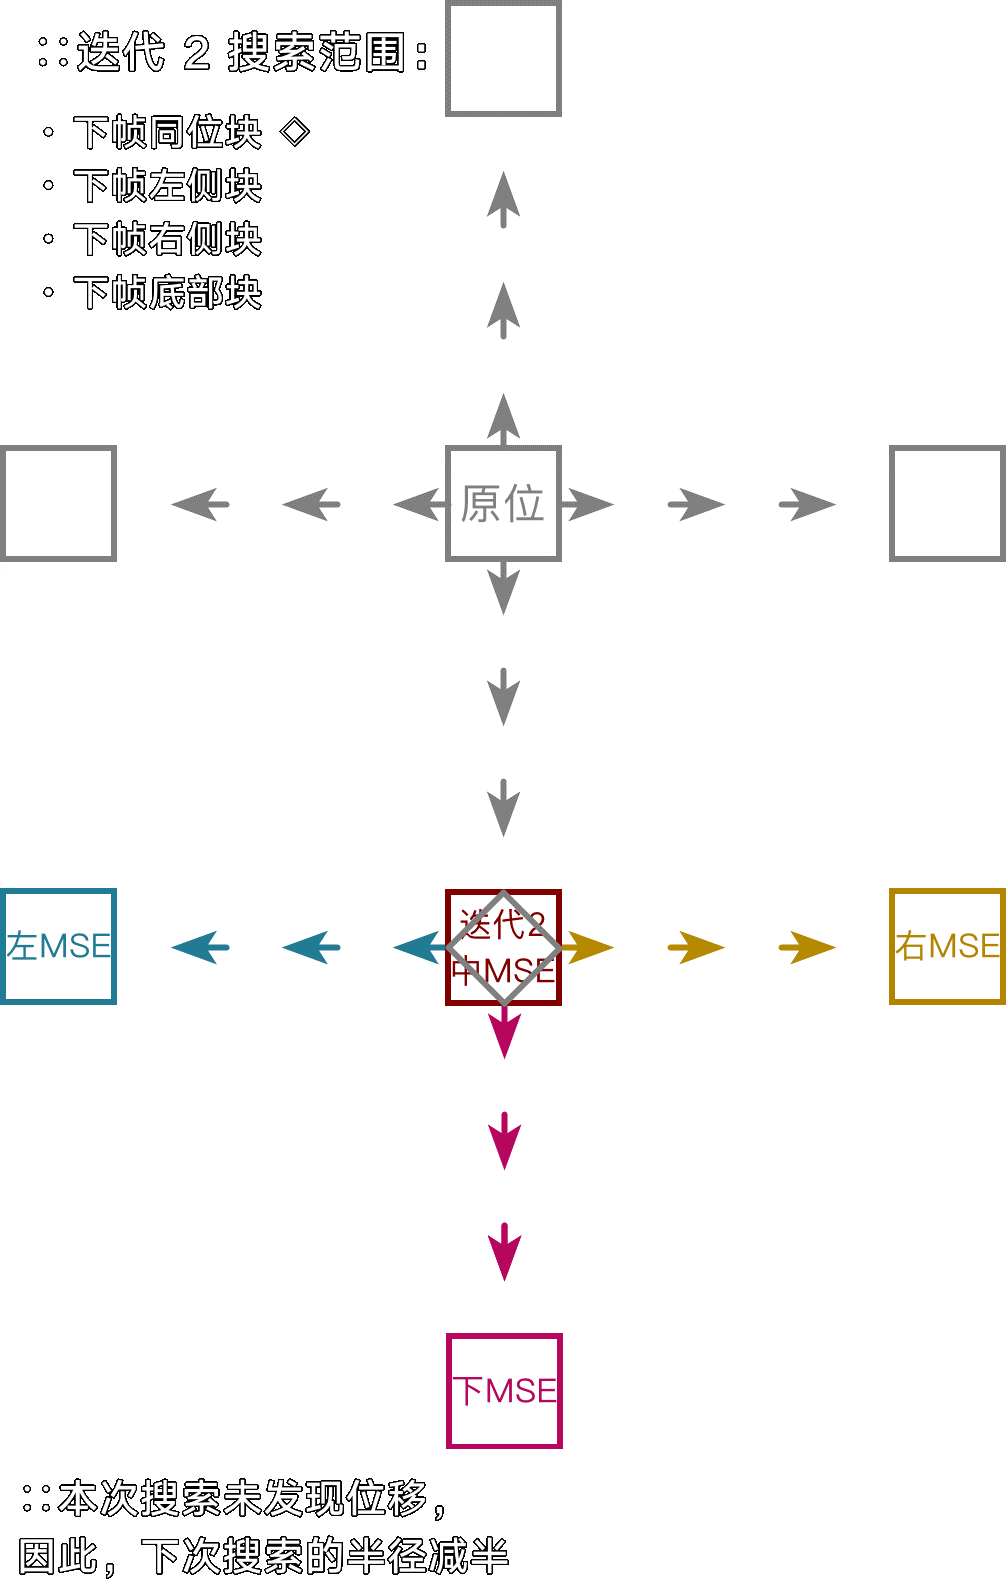 ::迭代 2 搜索范围:
• 下帧同位块 ◇
• 下帧左侧块
• 下帧右侧块
• 下帧底部块
原位
左MSE
迭代2
中MSE
右MSE
下MSE
::本次搜索未发现位移,
因此, 下次搜索的半径减半